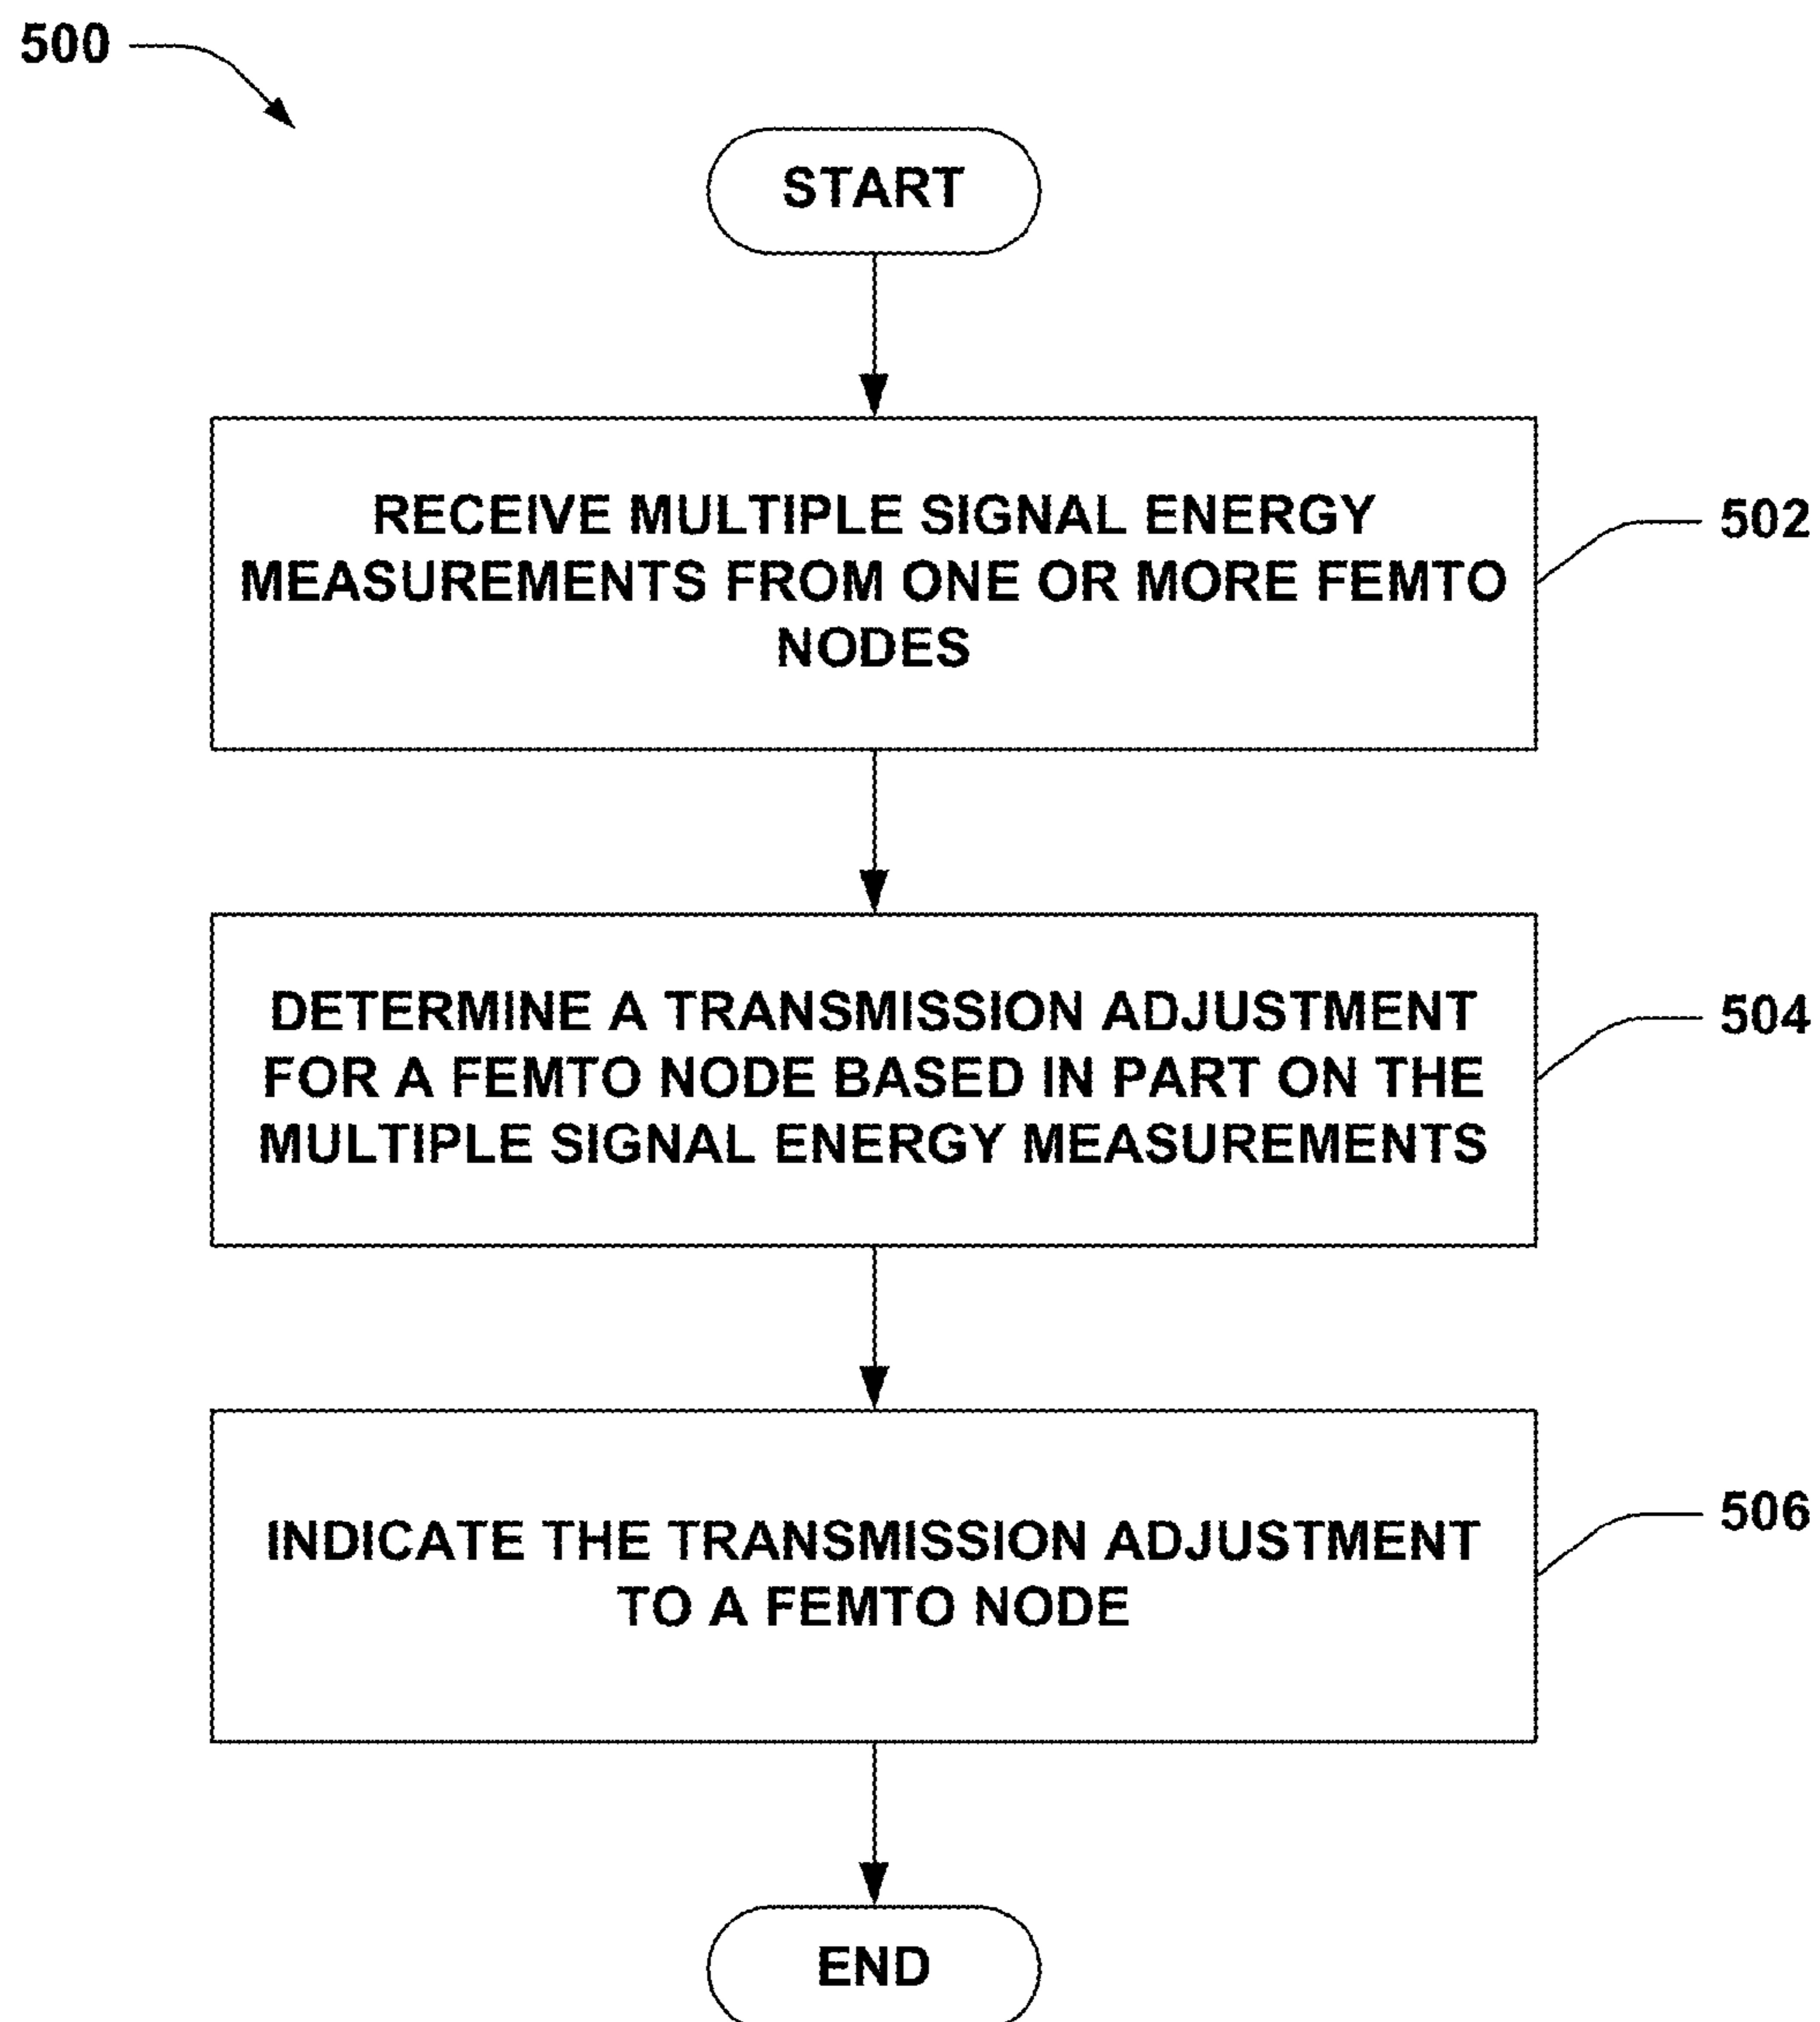 500
START
RECEIVE MULTIPLE SIGNAL ENERGY
MEASUREMENTS FROM ONE OR MORE FEMTO
NODES
502
DETERMINE A TRANSMISSION ADJUSTMENT
FOR A FEMTO NODE BASED IN PART ON THE
MULTIPLE SIGNAL ENERGY MEASUREMENTS
504
INDICATE THE TRANSMISSION ADJUSTMENT
TO A FEMTO NODE
506
END